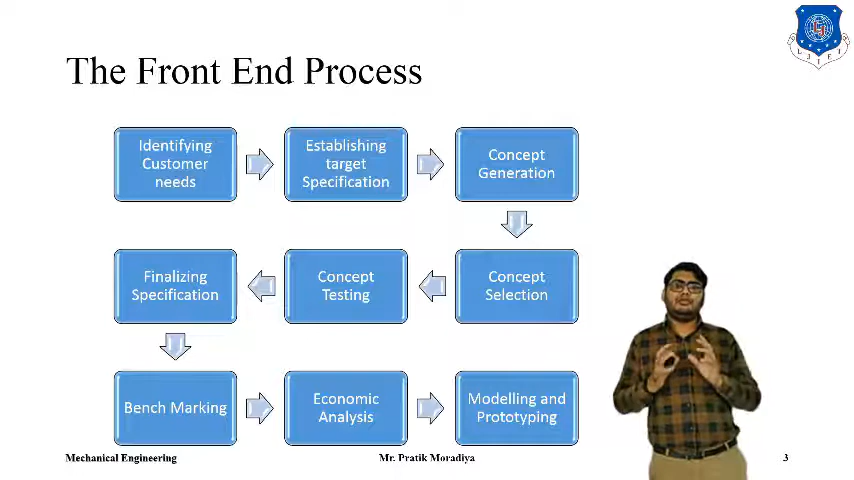 The Front End Process
Identifying
Customer
needs
Establishing
target
Specification
Concept
Generation
Finalizing
Specification
Concept
Testing
Concept
Selection
Bench Marking
Economic
Analysis
Modelling and
Prototyping
Mechanical Engineering
Mr. Pratik Moradiya
3